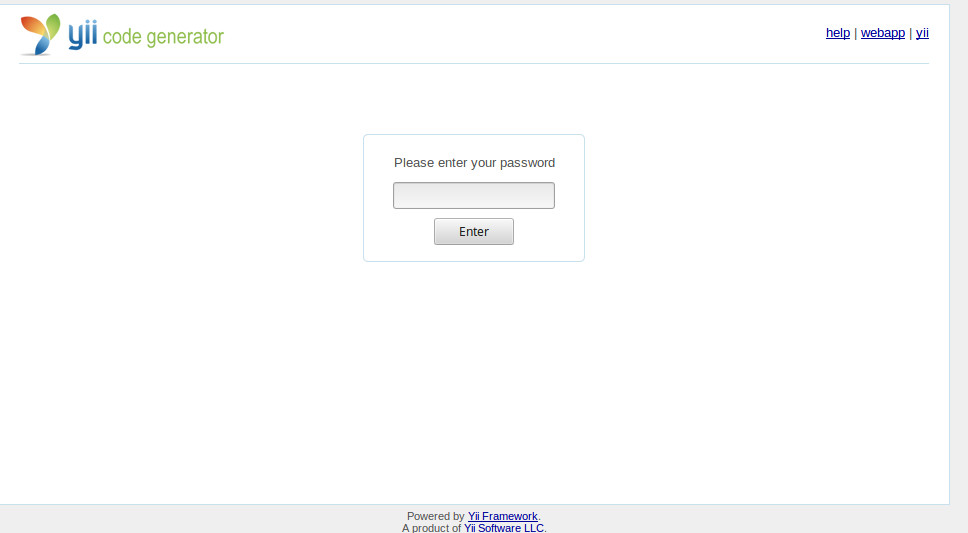 yii code generator
help | webapp | yii
Please enter your password
Enter
Powered by Yii Framework.
A product of Yii Software LLC.